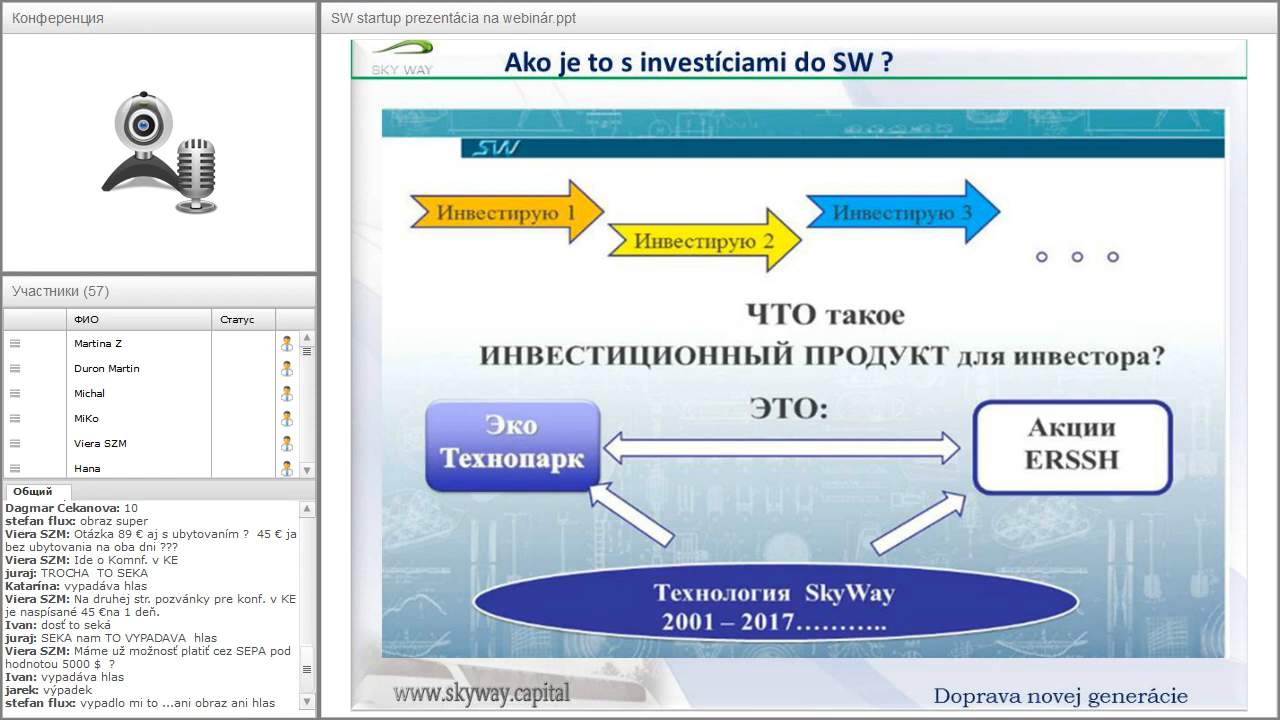 Конференция
Участники (57)
ФИО
Статус
Martina Z
Duron Martin
Michal
MiKo
Viera SZM
Hana
Общий
Dagmar Cekanova: 10
stefan flux: obraz super
Viera SZM: Otázka 89 € aj s ubytovaním ? 45 € ja
bez ubytovania na oba dni ???
Viera SZM: Ide o Komnf. v KE
juraj: TROCHA TO SEKA
Katarína: vypadáva hlas
Viera SZM: Na druhej str. pozvánky pre konf. v KE
je naspísané 45 €na 1 deň.
Ivan: dosť to seká
juraj: SEKA nam TO VYPADAVA hlas
Viera SZM: Máme už možnosť platiť cez SEPA pod
hodnotou 5000 $ ?
Ivan: vypadáva hlas
jarek: výpadek
stefan flux: vypadlo mi to ...ani obraz ani hlas
SW startup prezentácia na webinár.ppt
SKY WAY
Ako je to s investíciami do SW ?
SW
Инвестирую 1
Инвестирую 2
Инвестирую 3
ЧТО такое
ИНВЕСТИЦИОННЫЙ ПРОДУКТ для инвестора?
ЭТО:
Эко
Технопарк
Акции
ERSSH
Технология SkyWay
2001 – 2017………..
www.skyway.capital
Doprava novej generácie